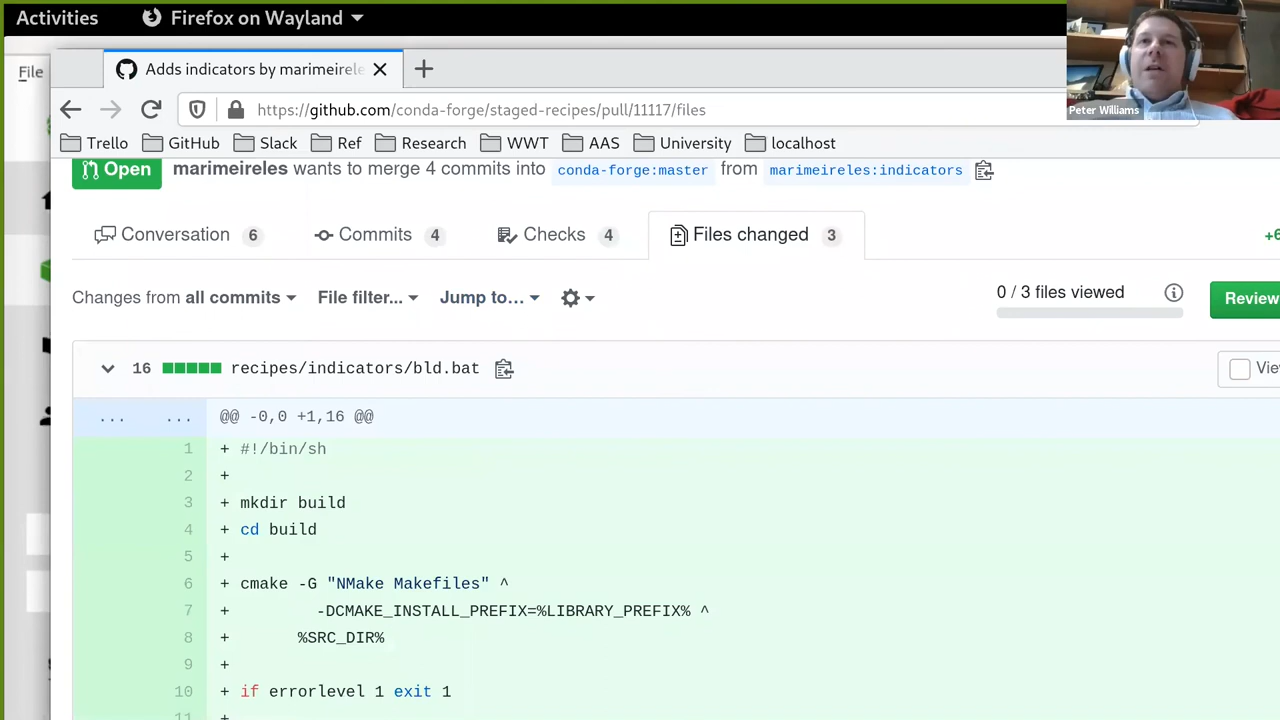 Activities
Firefox on Wayland
File
Adds indicators by marimeirele
https://github.com/conda-forge/staged-recipes/pull/11117/files
Peter Williams
Trello GitHub Slack Ref Research WWT AAS University localhost
Open marimeireles wants to merge 4 commits into conda-forge:master from marimeireles:indicators
Conversation 6 Commits 4 Checks 4 Files changed 3
+6
Changes from all commits File filter... Jump to... 0 / 3 files viewed Review
16 recipes/indicators/bld.bat Vie
... ... @@ -0,0 +1,16 @@
1 + #!/bin/sh
2 +
3 + mkdir build
4 + cd build
5 +
6 + cmake -G "NMake Makefiles" ^
7 + -DCMAKE_INSTALL_PREFIX=%LIBRARY_PREFIX% ^
8 + %SRC_DIR%
9 +
10 + if errorlevel 1 exit 1
11 +